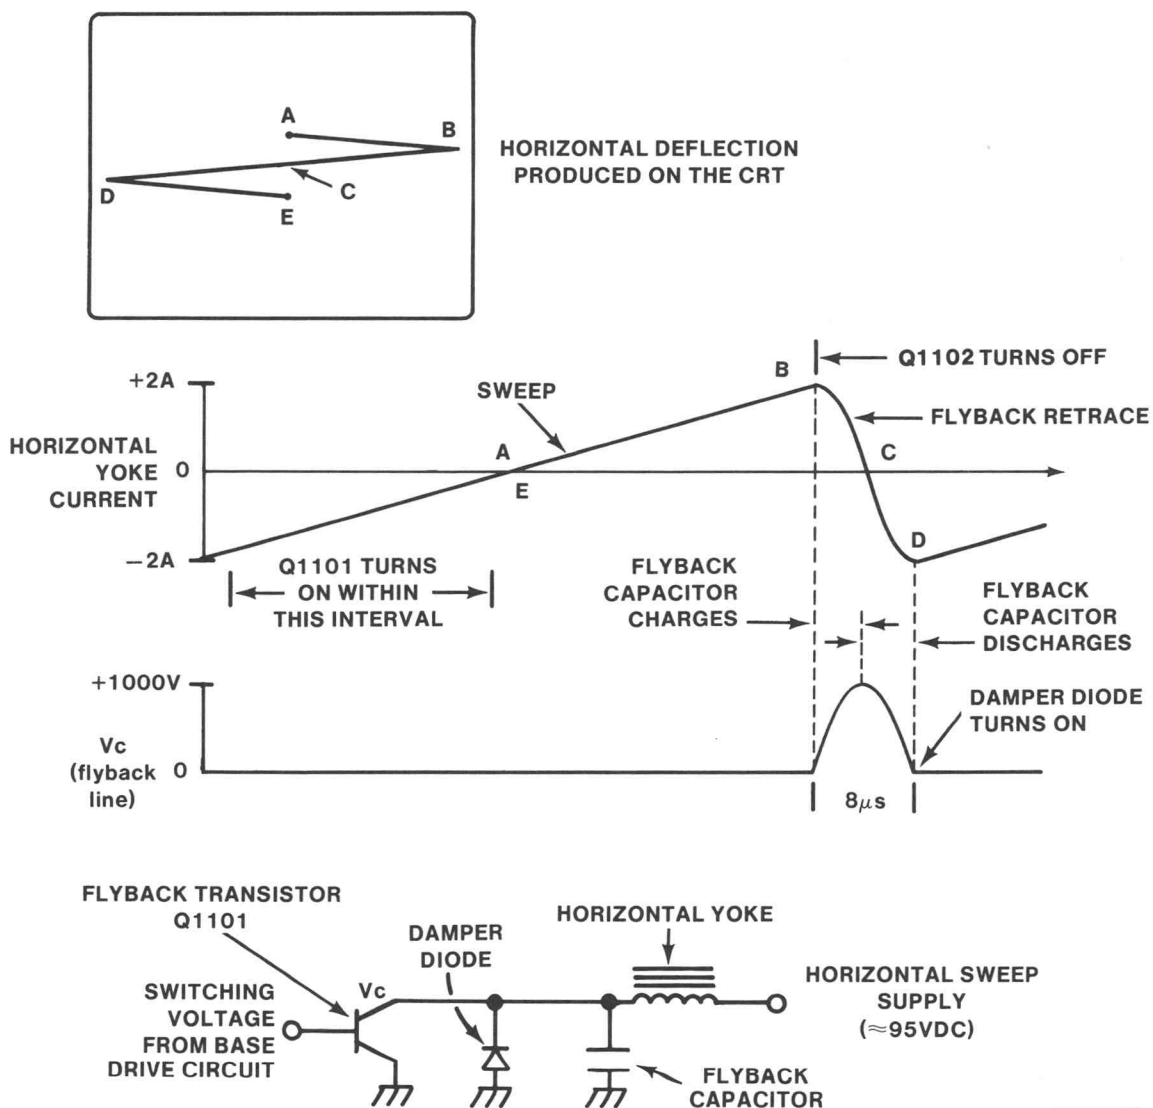 A
B
HORIZONTAL DEFLECTION
PRODUCED ON THE CRT
D
C
E
+2A
HORIZONTAL
YOKE
CURRENT
0
−2A
SWEEP
A
E
B
Q1102 TURNS OFF
FLYBACK RETRACE
C
D
Q1101 TURNS
ON WITHIN
THIS INTERVAL
FLYBACK
CAPACITOR
CHARGES
FLYBACK
CAPACITOR
DISCHARGES
+1000V
Vc
(flyback
line)
0
DAMPER DIODE
TURNS ON
8μs
FLYBACK TRANSISTOR
Q1101
SWITCHING
VOLTAGE
FROM BASE
DRIVE CIRCUIT
Vc
DAMPER
DIODE
HORIZONTAL YOKE
HORIZONTAL SWEEP
SUPPLY
(≈95VDC)
FLYBACK
CAPACITOR